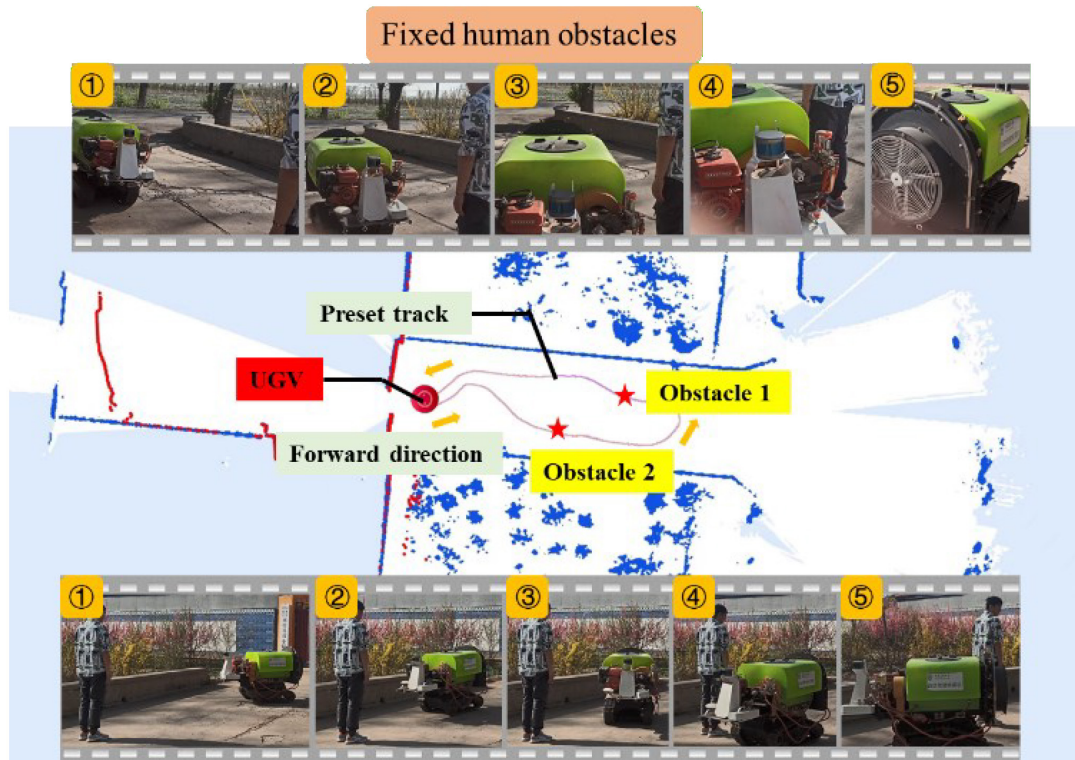 Fixed human obstacles
① ② ③ ④ ⑤
Preset track
UGV
Obstacle 1
Forward direction
Obstacle 2
① ② ③ ④ ⑤